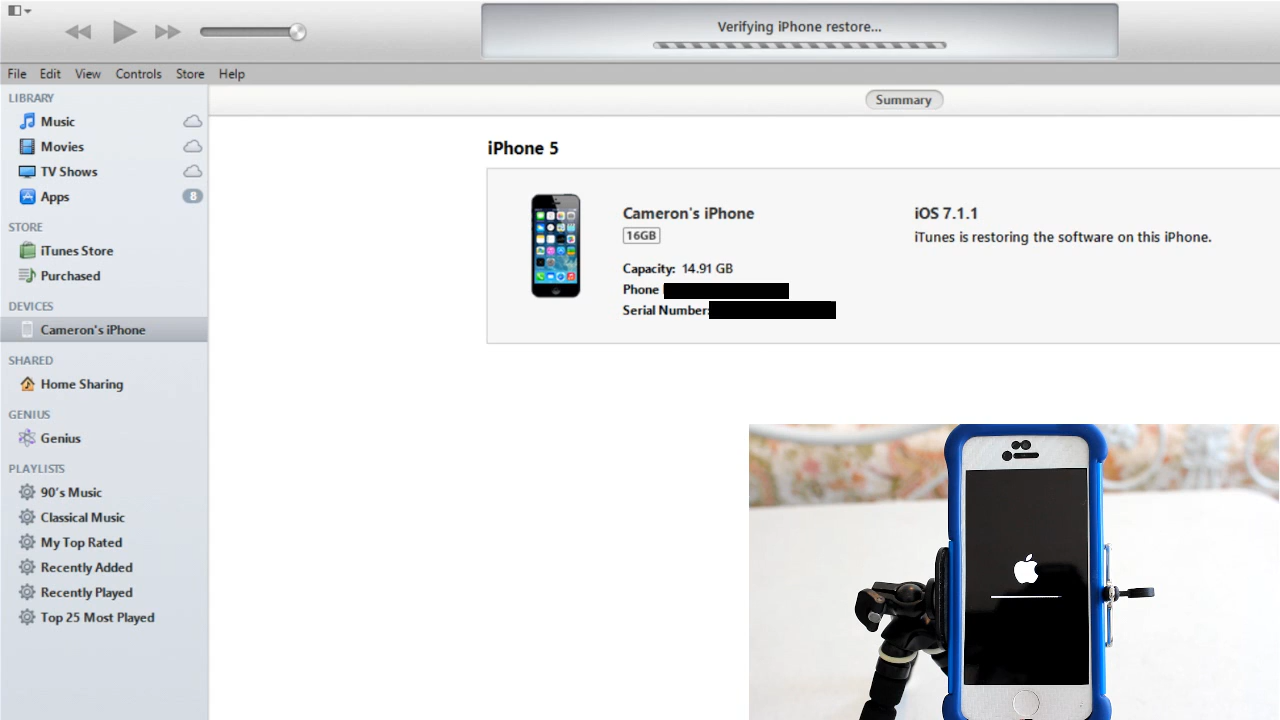 Verifying iPhone restore...
File Edit View Controls Store Help
LIBRARY
Music
Movies
TV Shows
Apps 8
STORE
iTunes Store
Purchased
DEVICES
Cameron's iPhone
SHARED
Home Sharing
GENIUS
Genius
PLAYLISTS
90's Music
Classical Music
My Top Rated
Recently Added
Recently Played
Top 25 Most Played
Summary
iPhone 5
Cameron's iPhone
16GB
Capacity: 14.91 GB
Phone
Serial Number:
iOS 7.1.1
iTunes is restoring the software on this iPhone.